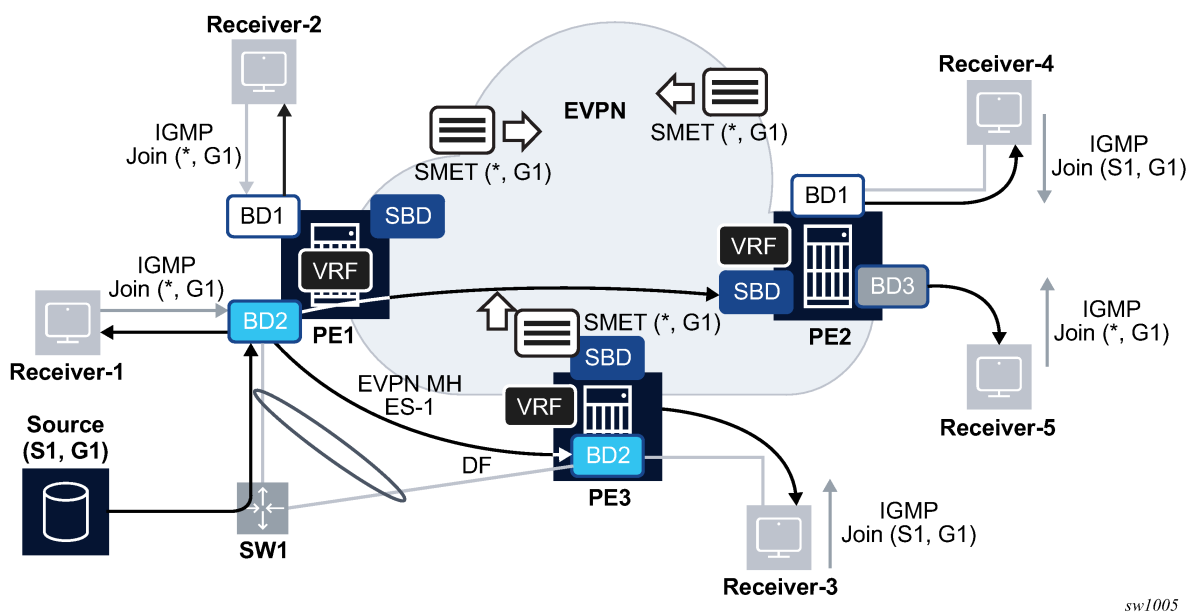 Receiver-2
IGMP
Join (*, G1)
SMET (*, G1)
EVPN
SMET (*, G1)
Receiver-4
IGMP
Join (S1, G1)
BD1
SBD
VRF
BD1
VRF
SBD
BD3
PE2
IGMP
Join (*, G1)
Receiver-1
BD2
PE1
SMET (*, G1)
SBD
IGMP
Join (*, G1)
Receiver-5
EVPN MH
ES-1
VRF
BD2
DF
PE3
Source
(S1, G1)
SW1
IGMP
Join (S1, G1)
Receiver-3
sw1005